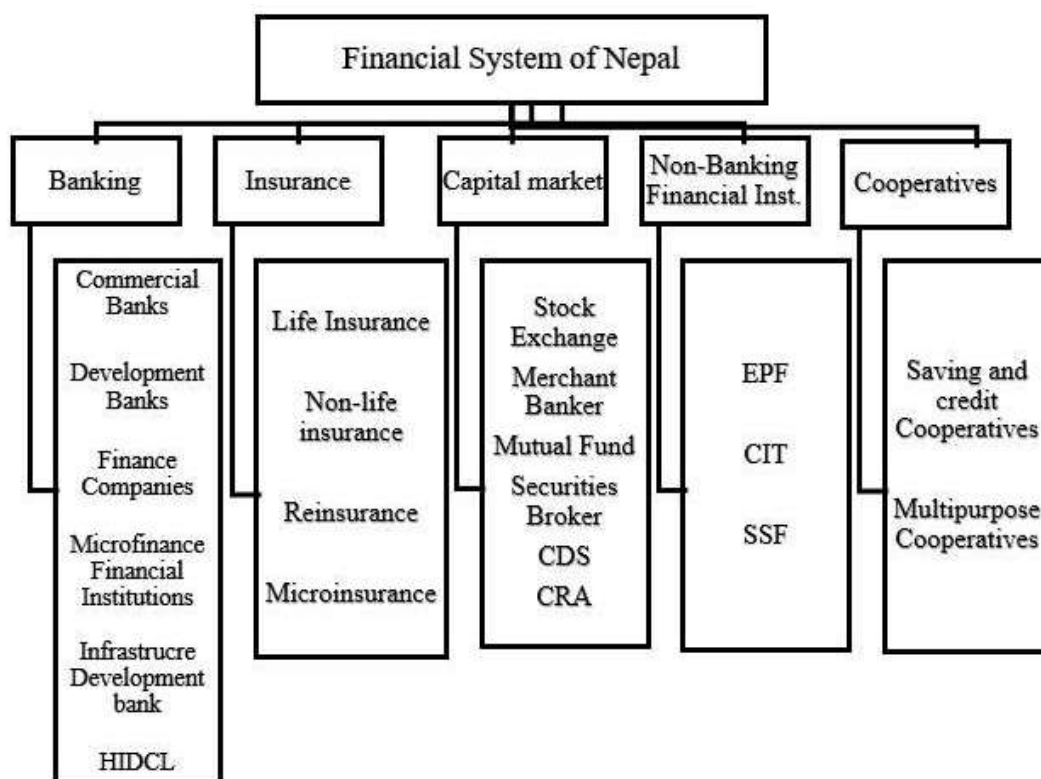 Financial System of Nepal
Banking
Insurance
Capital market
Non-Banking
Financial Inst.
Cooperatives
Commercial
Banks
Development
Banks
Finance
Companies
Microfinance
Financial
Institutions
Infrastrucre
Development
bank
HIDCL
Life Insurance
Non-life
insurance
Reinsurance
Microinsurance
Stock
Exchange
Merchant
Banker
Mutual Fund
Securities
Broker
CDS
CRA
EPF
CIT
SSF
Saving and
credit
Cooperatives
Multipurpose
Cooperatives